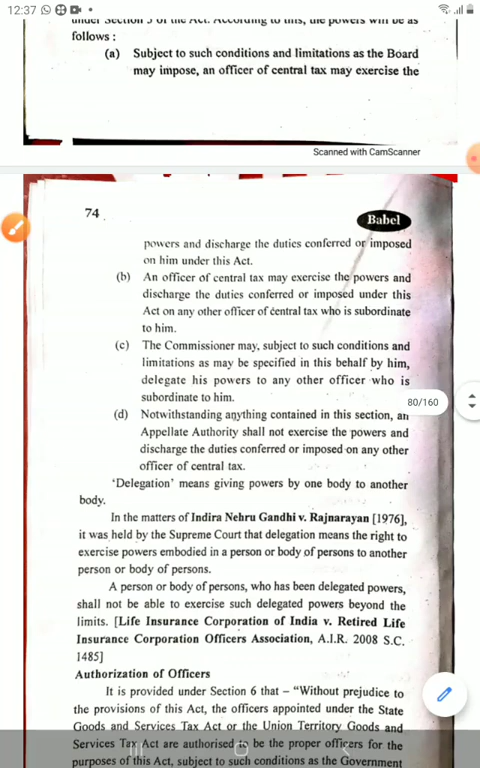 12:37
under Section 5 of the Act. According to this, the powers will be as
follows :
(a) Subject to such conditions and limitations as the Board
may impose, an officer of central tax may exercise the
Scanned with CamScanner
74
Babel
powers and discharge the duties conferred or imposed
on him under this Act.
(b) An officer of central tax may exercise the powers and
discharge the duties conferred or imposed under this
Act on any other officer of central tax who is subordinate
to him.
(c) The Commissioner may, subject to such conditions and
limitations as may be specified in this behalf by him,
delegate his powers to any other officer who is
subordinate to him.
80/160
(d) Notwithstanding anything contained in this section, an
Appellate Authority shall not exercise the powers and
discharge the duties conferred or imposed on any other
officer of central tax.
'Delegation' means giving powers by one body to another
body.
In the matters of Indira Nehru Gandhi v. Rajnarayan [1976],
it was held by the Supreme Court that delegation means the right to
exercise powers embodied in a person or body of persons to another
person or body of persons.
A person or body of persons, who has been delegated powers,
shall not be able to exercise such delegated powers beyond the
limits. [Life Insurance Corporation of India v. Retired Life
Insurance Corporation Officers Association, A.I.R. 2008 S.C.
1485]
Authorization of Officers
It is provided under Section 6 that – “Without prejudice to
the provisions of this Act, the officers appointed under the State
Goods and Services Tax Act or the Union Territory Goods and
Services Tax Act are authorised to be the proper officers for the
purposes of this Act, subject to such conditions as the Government